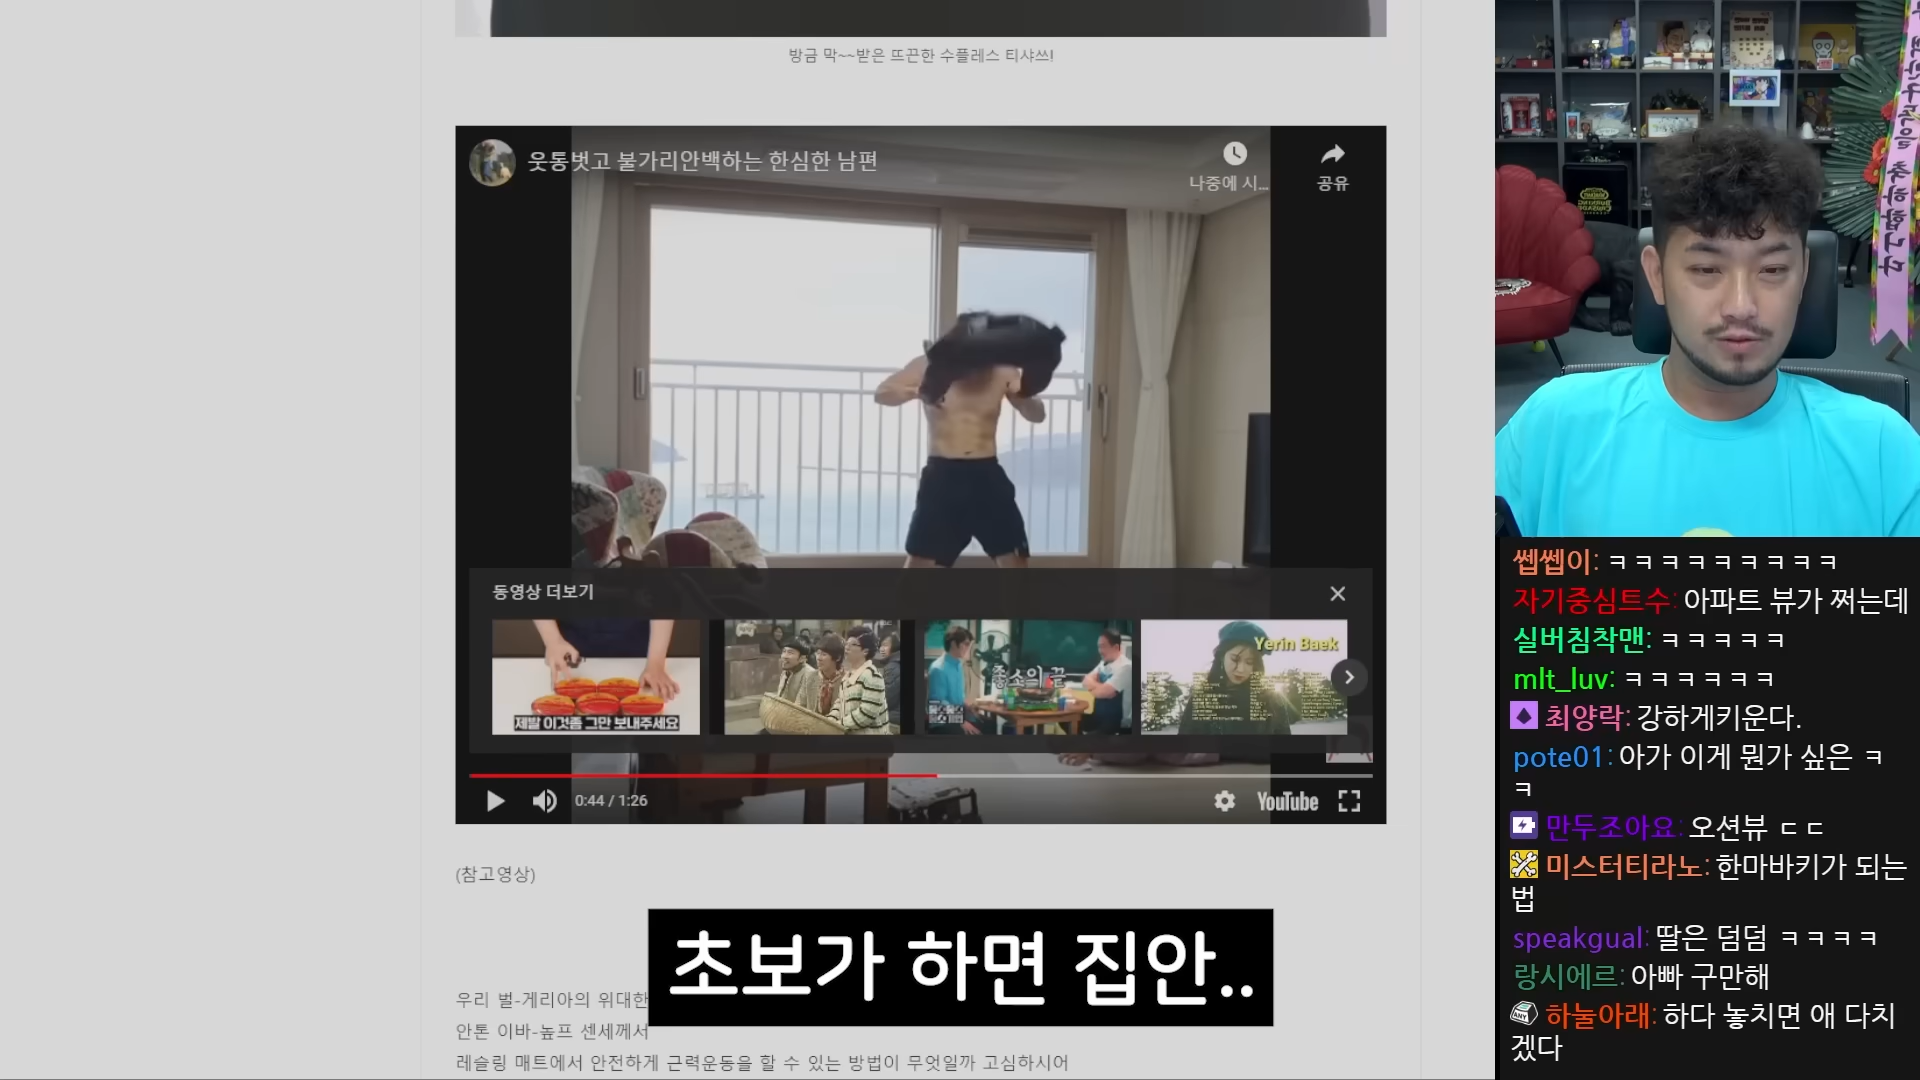 방금 막~~받은 뜨끈한 수플레스 티샤쓰!
웃통벗고 불가리안백하는 한심한 남편
나중에 시...
공유
동영상 더보기
제발 이것좀 그만 보내주세요
좋소의 끝
Yerin Baek
0:44 / 1:26
YouTube
(참고영상)
초보가 하면 집안..
우리 벌-게리아의 위대한
안톤 이바-높프 센세께서
레슬링 매트에서 안전하게 근력운동을 할 수 있는 방법이 무엇일까 고심하시어
쎕쎕이: ㅋㅋㅋㅋㅋㅋㅋㅋㅋ
자기중심트수: 아파트 뷰가 쩌는데
실버침착맨: ㅋㅋㅋㅋㅋ
mlt_luv: ㅋㅋㅋㅋㅋㅋ
최양락: 강하게키운다.
pote01: 아가 이게 뭔가 싶은 ㅋ
ㅋ
만두조아요: 오션뷰 ㄷㄷ
미스터티라노: 한마바키가 되는
법
speakgual: 딸은 덤덤 ㅋㅋㅋㅋ
랑시에르: 아빠 구만해
하눌아래: 하다 놓치면 애 다치
겠다